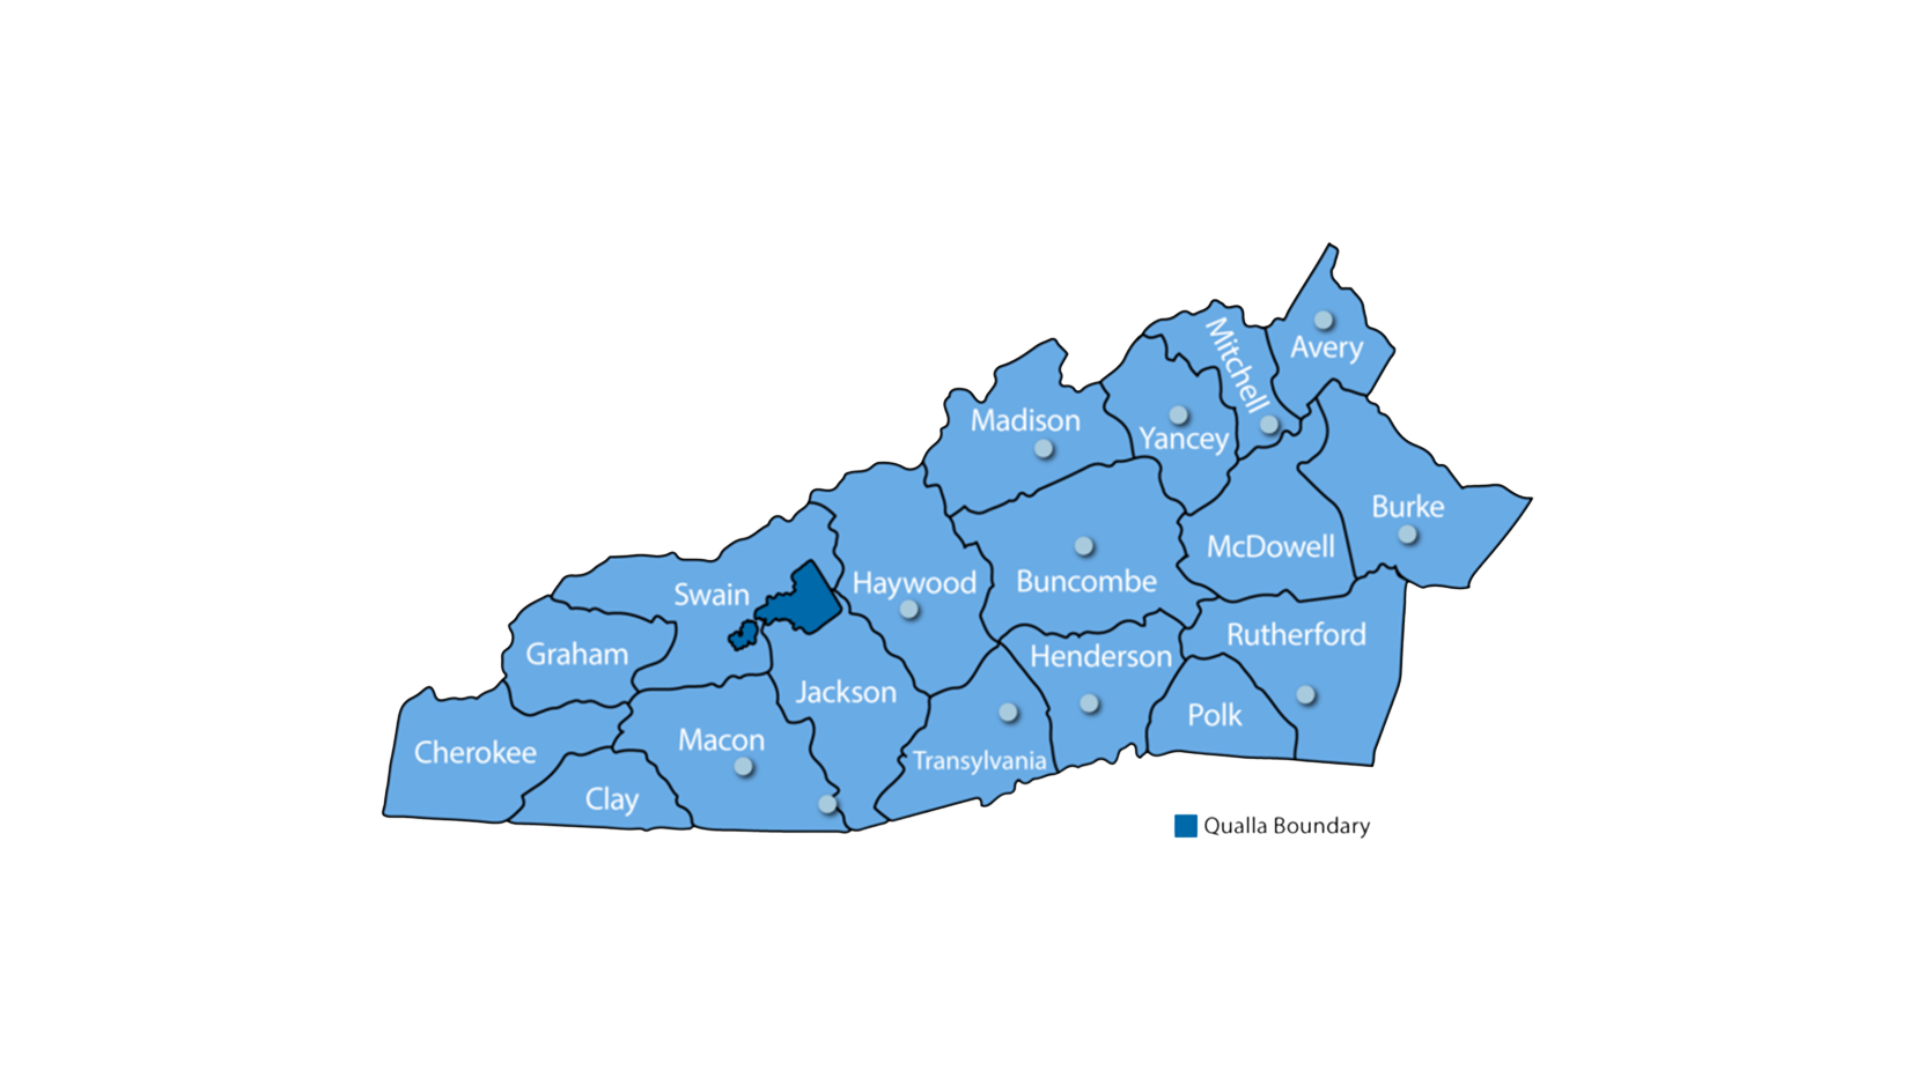 Mitchell
Avery
Madison
Yancey
Burke
McDowell
Swain
Haywood
Buncombe
Rutherford
Graham
Henderson
Jackson
Polk
Macon
Cherokee
Transylvania
Clay
Qualla Boundary